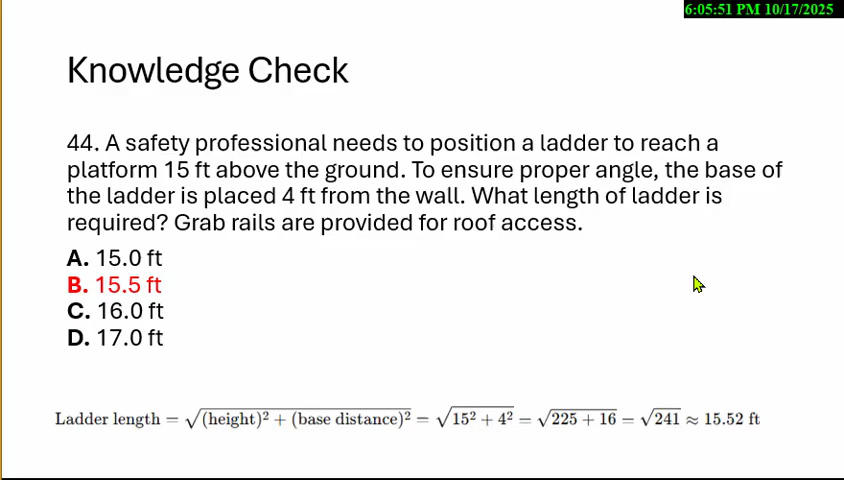 6:05:51 PM 10/17/2025
Knowledge Check
44. A safety professional needs to position a ladder to reach a
platform 15 ft above the ground. To ensure proper angle, the base of
the ladder is placed 4 ft from the wall. What length of ladder is
required? Grab rails are provided for roof access.
A. 15.0 ft
B. 15.5 ft
C. 16.0 ft
D. 17.0 ft
Ladder length = √(height)² + (base distance)² = √15² + 4² = √225 + 16 = √241 ≈ 15.52 ft